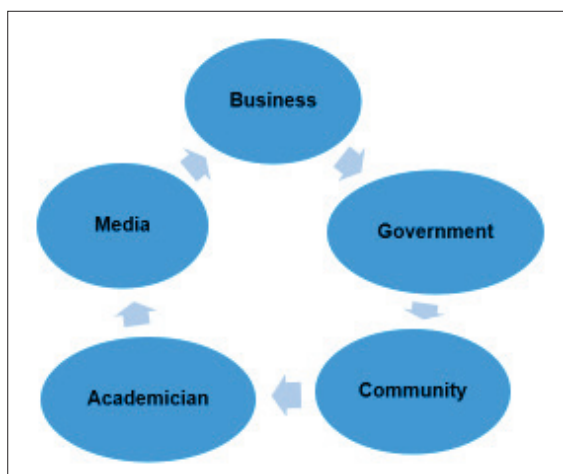 Business
Media
Government
Academician
Community